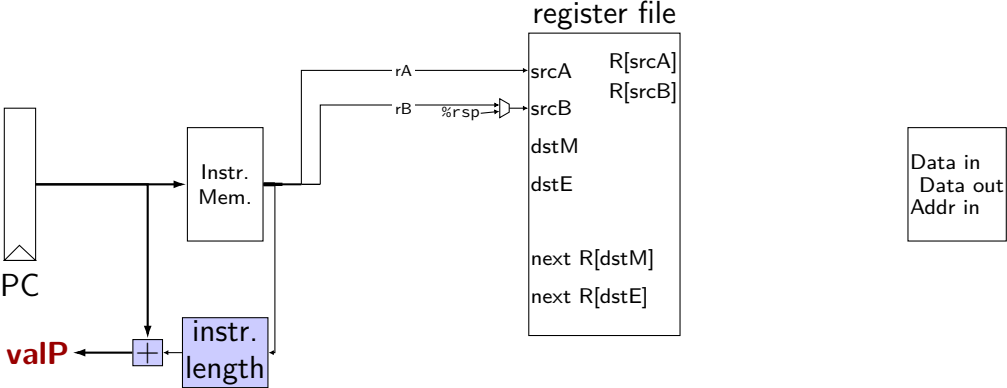 register file
rA
srcA
R[srcA]
R[srcB]
rB
%rsp
srcB
dstM
dstE
next R[dstM]
next R[dstE]
Instr.
Mem.
Data in
Data out
Addr in
PC
valP
+
instr.
length